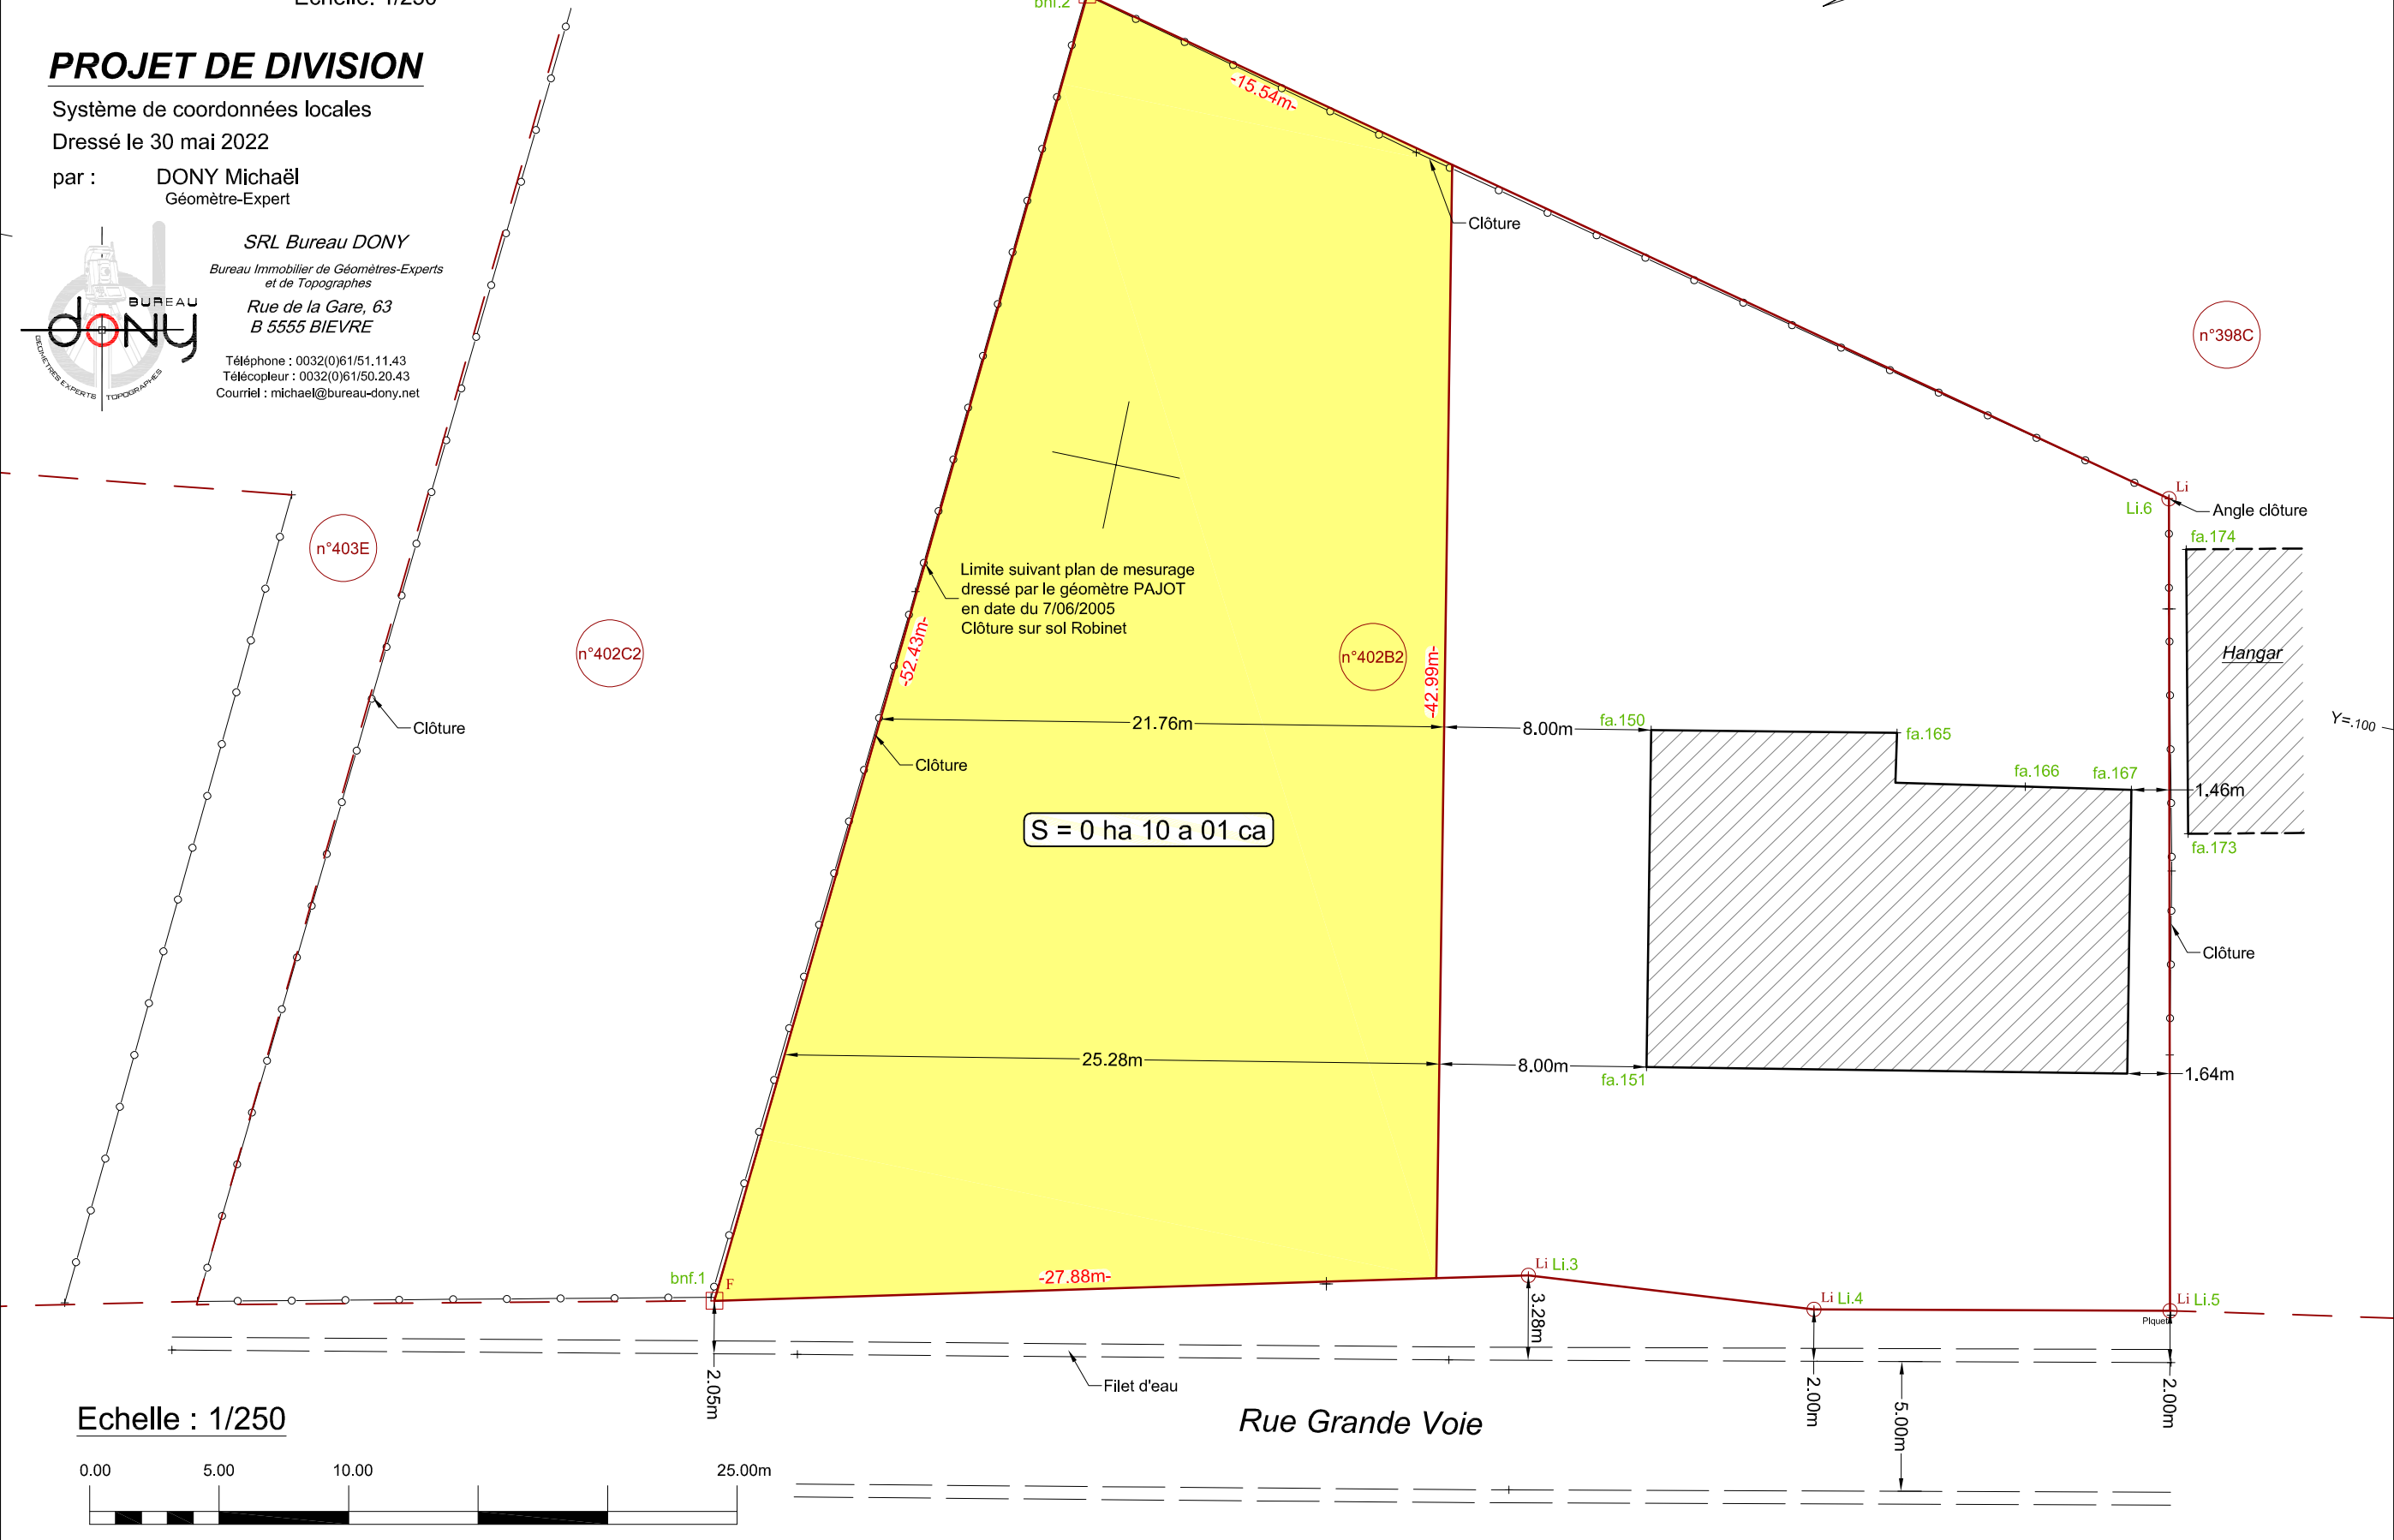 Echelle: 1/250
PROJET DE DIVISION
Système de coordonnées locales
Dressé le 30 mai 2022
par : DONY Michaël
Géomètre-Expert
SRL Bureau DONY
Bureau Immobilier de Géomètres-Experts
et de Topographes
Rue de la Gare, 63
B 5555 BIEVRE
Téléphone : 0032(0)61/51.11.43
Télécopleur : 0032(0)61/50.20.43
Courriel : michael@bureau-dony.net
BUREAU
dONy
GEOMETRES EXPERTS TOPOGRAPHES
bnf.2
-15.54m-
Clôture
n°398C
Li
Li.6
Angle clôture
fa.174
n°403E
Limite suivant plan de mesurage
dressé par le géomètre PAJOT
en date du 7/06/2005
Clôture sur sol Robinet
-52.43m-
n°402C2
n°402B2
-42.99m-
Hangar
Clôture
21.76m
8.00m
fa.150
fa.165
Y=.100
Clôture
fa.166
fa.167
1.46m
S = 0 ha 10 a 01 ca
fa.173
Clôture
25.28m
8.00m
fa.151
1.64m
bnf.1
F
-27.88m-
Li Li.3
3.28m
Li Li.4
Li Li.5
Piquet
2.05m
Filet d'eau
2.00m
5.00m
2.00m
Rue Grande Voie
Echelle : 1/250
0.00 5.00 10.00 25.00m